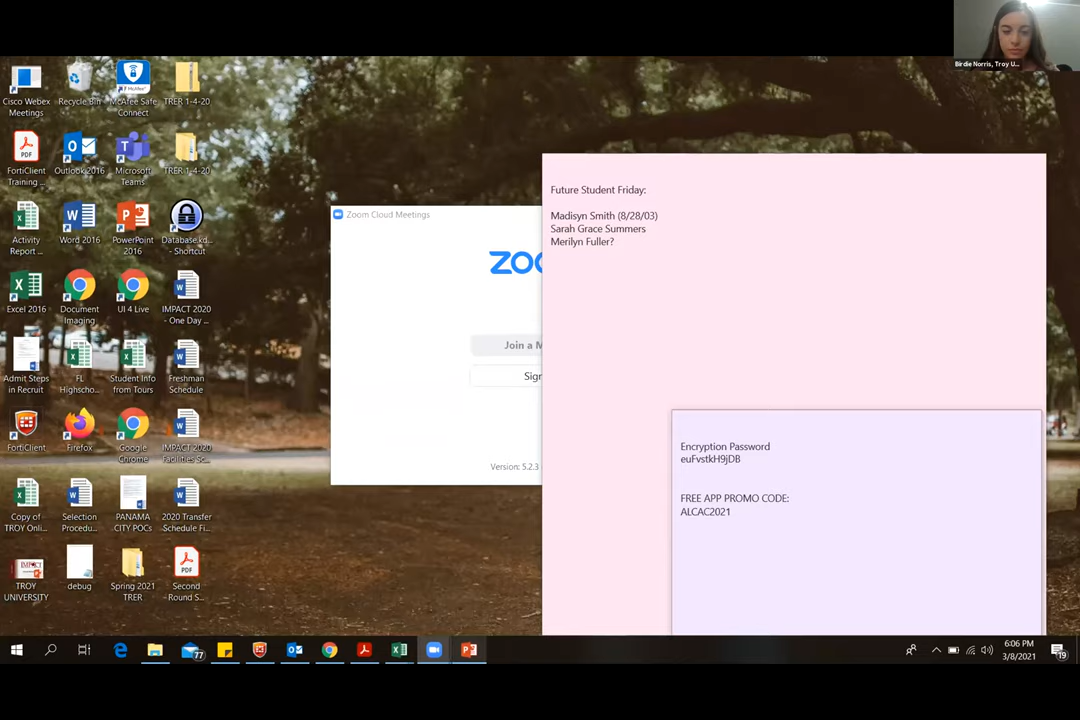 Birdie Norris, Troy U...
Cisco Webex
Meetings
Recycle Bin
McAfee Safe
Connect
TRER 1-4-20
FortiClient
Training ...
Outlook 2016
Microsoft
Teams
TRER 1-4-20
Activity
Report ...
Word 2016
PowerPoint
2016
Database.kd...
- Shortcut
Excel 2016
Document
Imaging
UI 4 Live
IMPACT 2020
- One Day ...
Admit Steps
in Recruit
FL
Highscho...
Student Info
from Tours
Freshman
Schedule
FortiClient
Firefox
Google
Chrome
IMPACT 2020
Facilities Sc...
Copy of
TROY Onli...
Selection
Procedu...
PANAMA
CITY POCs
2020 Transfer
Schedule Fi...
TROY
UNIVERSITY
debug
Spring 2021
TRER
Second
Round S...
Zoom Cloud Meetings
ZOO
Join a M
Sign
Version: 5.2.3
Future Student Friday:
Madisyn Smith (8/28/03)
Sarah Grace Summers
Merilyn Fuller?
Encryption Password
euFvstkH9jDB
FREE APP PROMO CODE:
ALCAC2021
77
6:06 PM
3/8/2021
19